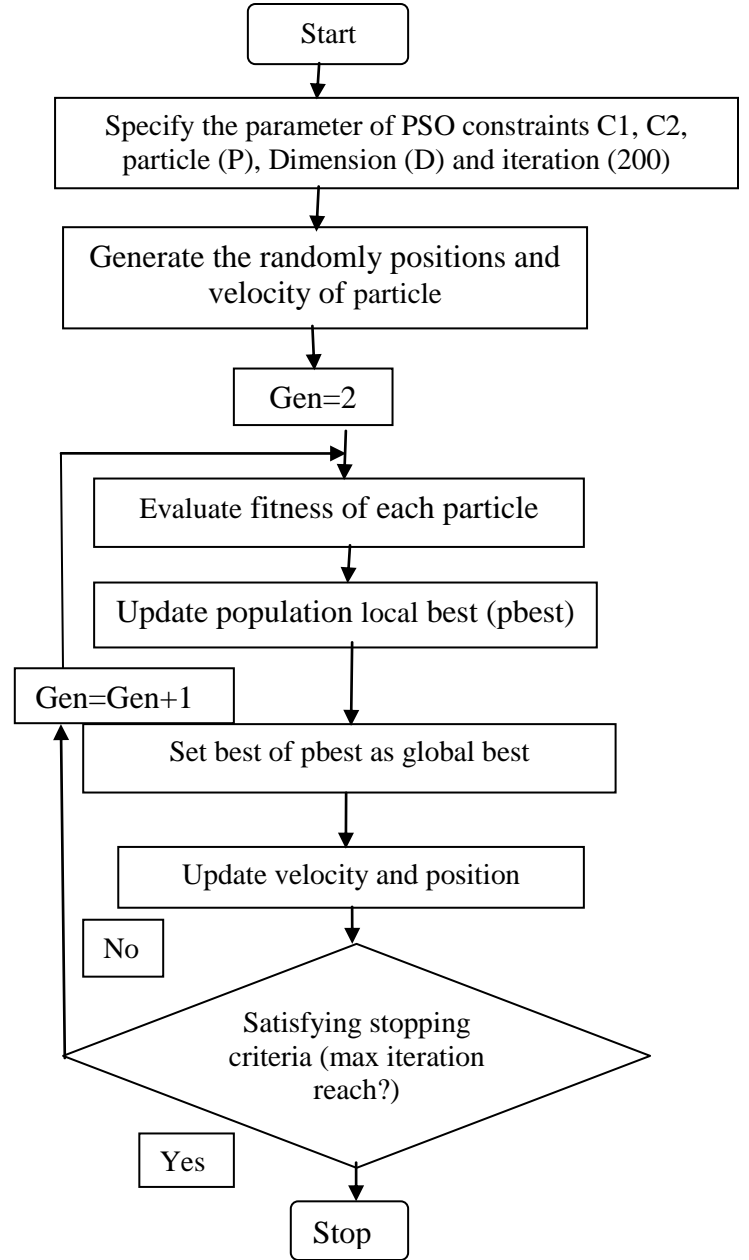 Start
Specify the parameter of PSO constraints C1, C2,
particle (P), Dimension (D) and iteration (200)
Generate the randomly positions and
velocity of particle
Gen=2
Evaluate fitness of each particle
Update population local best (pbest)
Gen=Gen+1
Set best of pbest as global best
Update velocity and position
No
Satisfying stopping
criteria (max iteration
reach?)
Yes
Stop